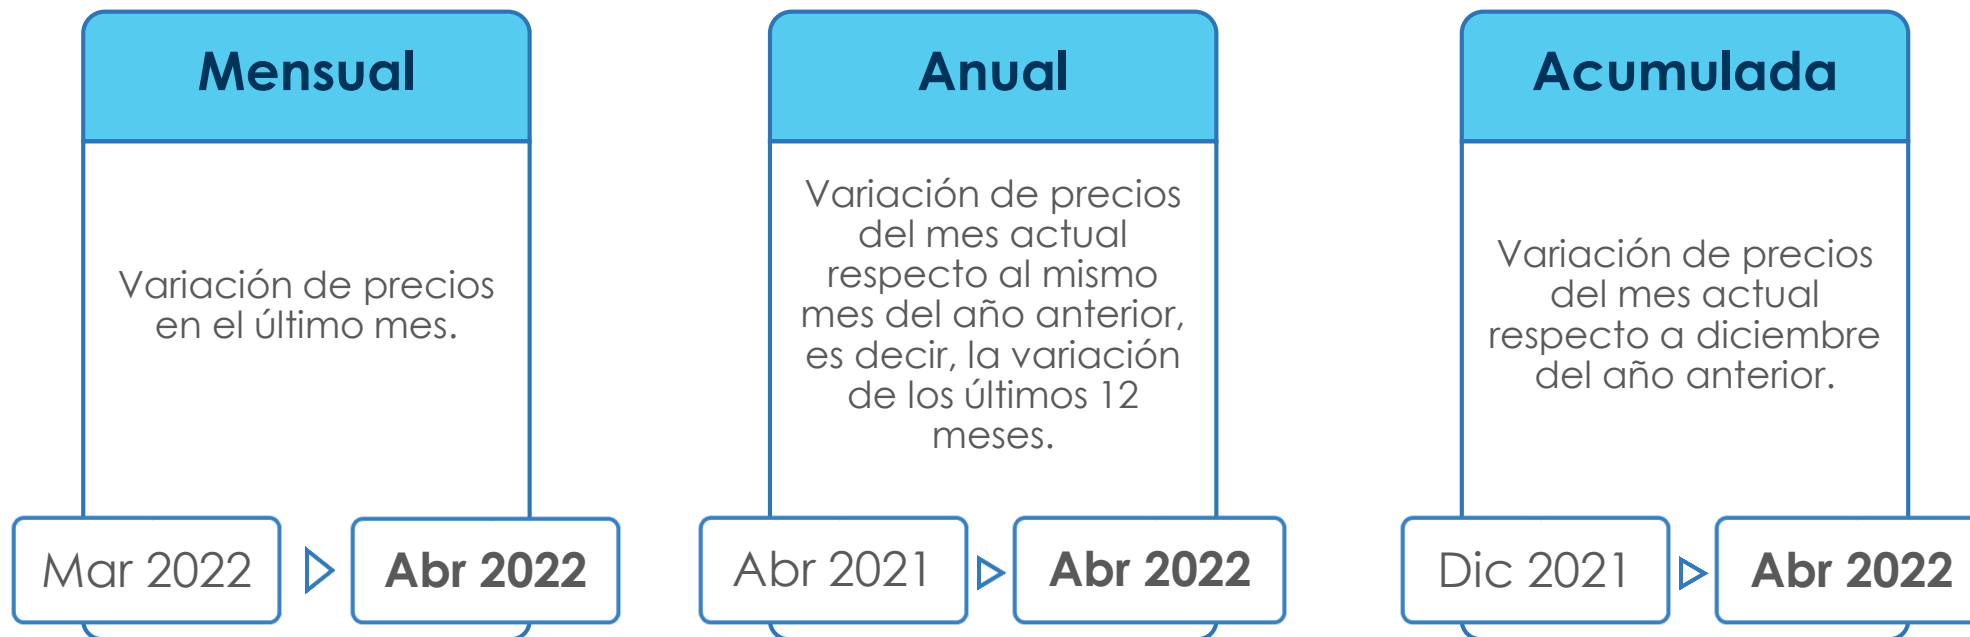 Mensual
Variación de precios
en el último mes.
Mar 2022
Abr 2022
Anual
Variación de precios
del mes actual
respecto al mismo
mes del año anterior,
es decir, la variación
de los últimos 12
meses.
Abr 2021
Abr 2022
Acumulada
Variación de precios
del mes actual
respecto a diciembre
del año anterior.
Dic 2021
Abr 2022